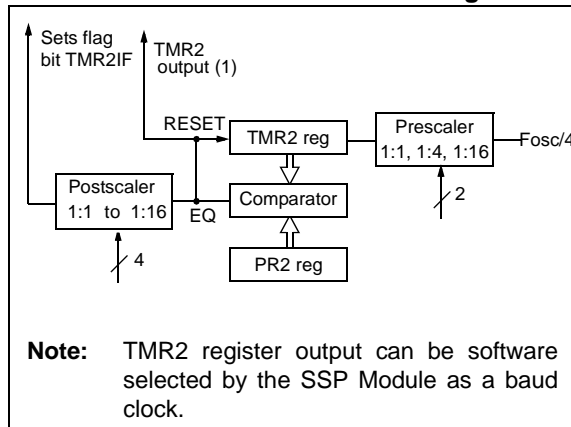 Sets flag
bit TMR2IF
TMR2
output (1)
RESET
TMR2 reg
Prescaler
1:1, 1:4, 1:16
Fosc/4
2
Postscaler
1:1 to 1:16
EQ
Comparator
4
PR2 reg
Note: TMR2 register output can be software
selected by the SSP Module as a baud
clock.